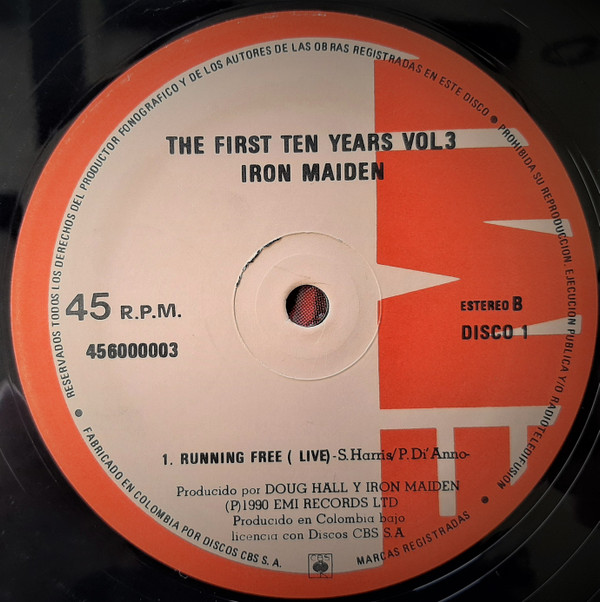 RESERVADOS TODOS LOS DERECHOS DEL PRODUCTOR FONOGRAFICO Y DE LOS AUTORES DE LAS OBRAS REGISTRADAS EN ESTE DISCO ● PROHIBIDA SU REPRODUCCION, EJECUCION PUBLICA Y/O RADIOTELEDIFUSION
THE FIRST TEN YEARS VOL3
IRON MAIDEN
45 R.P.M.
456000003
ESTEREO B
DISCO 1
1. RUNNING FREE ( LIVE)-S.Harris/P.Di'Anno-
Producido por DOUG HALL Y IRON MAIDEN
(P)1990 EMI RECORDS LTD
Producido en Colombia bajo
licencia con Discos CBS S.A
● FABRICADO EN COLOMBIA POR DISCOS CBS S.A.
CBS
MARCAS REGISTRADAS ●
EMI